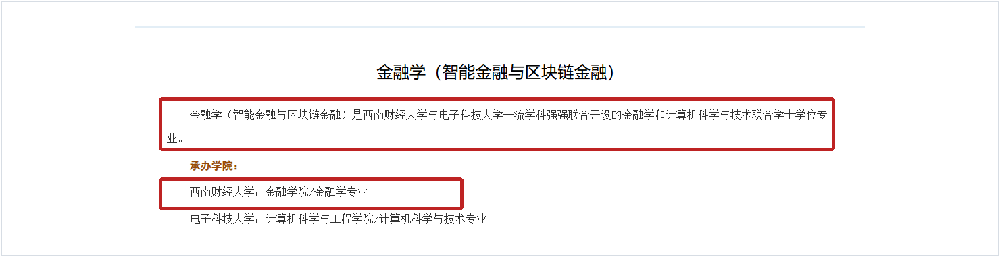 金融学（智能金融与区块链金融）
金融学（智能金融与区块链金融）是西南财经大学与电子科技大学一流学科强强联合开设的金融学和计算机科学与技术联合学士学位专
业。
承办学院：
西南财经大学：金融学院/金融学专业
电子科技大学：计算机科学与工程学院/计算机科学与技术专业